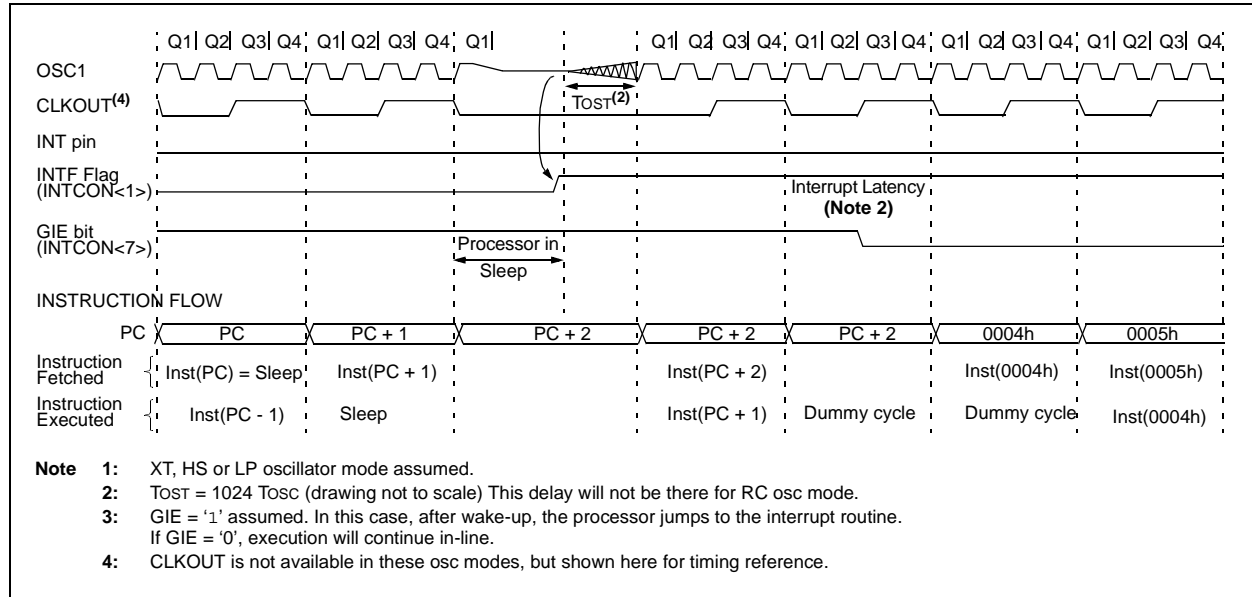 Q1 Q2 Q3 Q4 Q1 Q2 Q3 Q4 Q1 Q1 Q2 Q3 Q4 Q1 Q2 Q3 Q4 Q1 Q2 Q3 Q4 Q1 Q2 Q3 Q4
OSC1
CLKOUT(4)
TOST(2)
INT pin
INTF Flag
(INTCON<1>)
Interrupt Latency
(Note 2)
GIE bit
(INTCON<7>)
Processor in
Sleep
INSTRUCTION FLOW
PC PC PC + 1 PC + 2 PC + 2 PC + 2 0004h 0005h
Instruction
Fetched
Inst(PC) = Sleep Inst(PC + 1) Inst(PC + 2) Inst(0004h) Inst(0005h)
Instruction
Executed
Inst(PC - 1) Sleep Inst(PC + 1) Dummy cycle Dummy cycle Inst(0004h)
Note 1: XT, HS or LP oscillator mode assumed.
2: TOST = 1024 TOSC (drawing not to scale) This delay will not be there for RC osc mode.
3: GIE = '1' assumed. In this case, after wake-up, the processor jumps to the interrupt routine.
If GIE = '0', execution will continue in-line.
4: CLKOUT is not available in these osc modes, but shown here for timing reference.